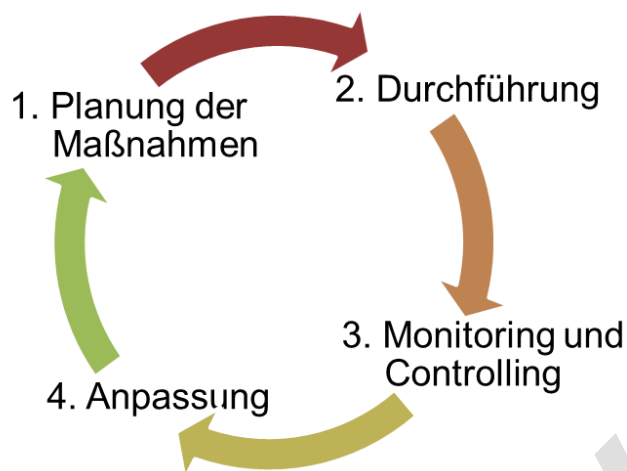 1. Planung der
Maßnahmen
2. Durchführung
3. Monitoring und
Controlling
4. Anpassung